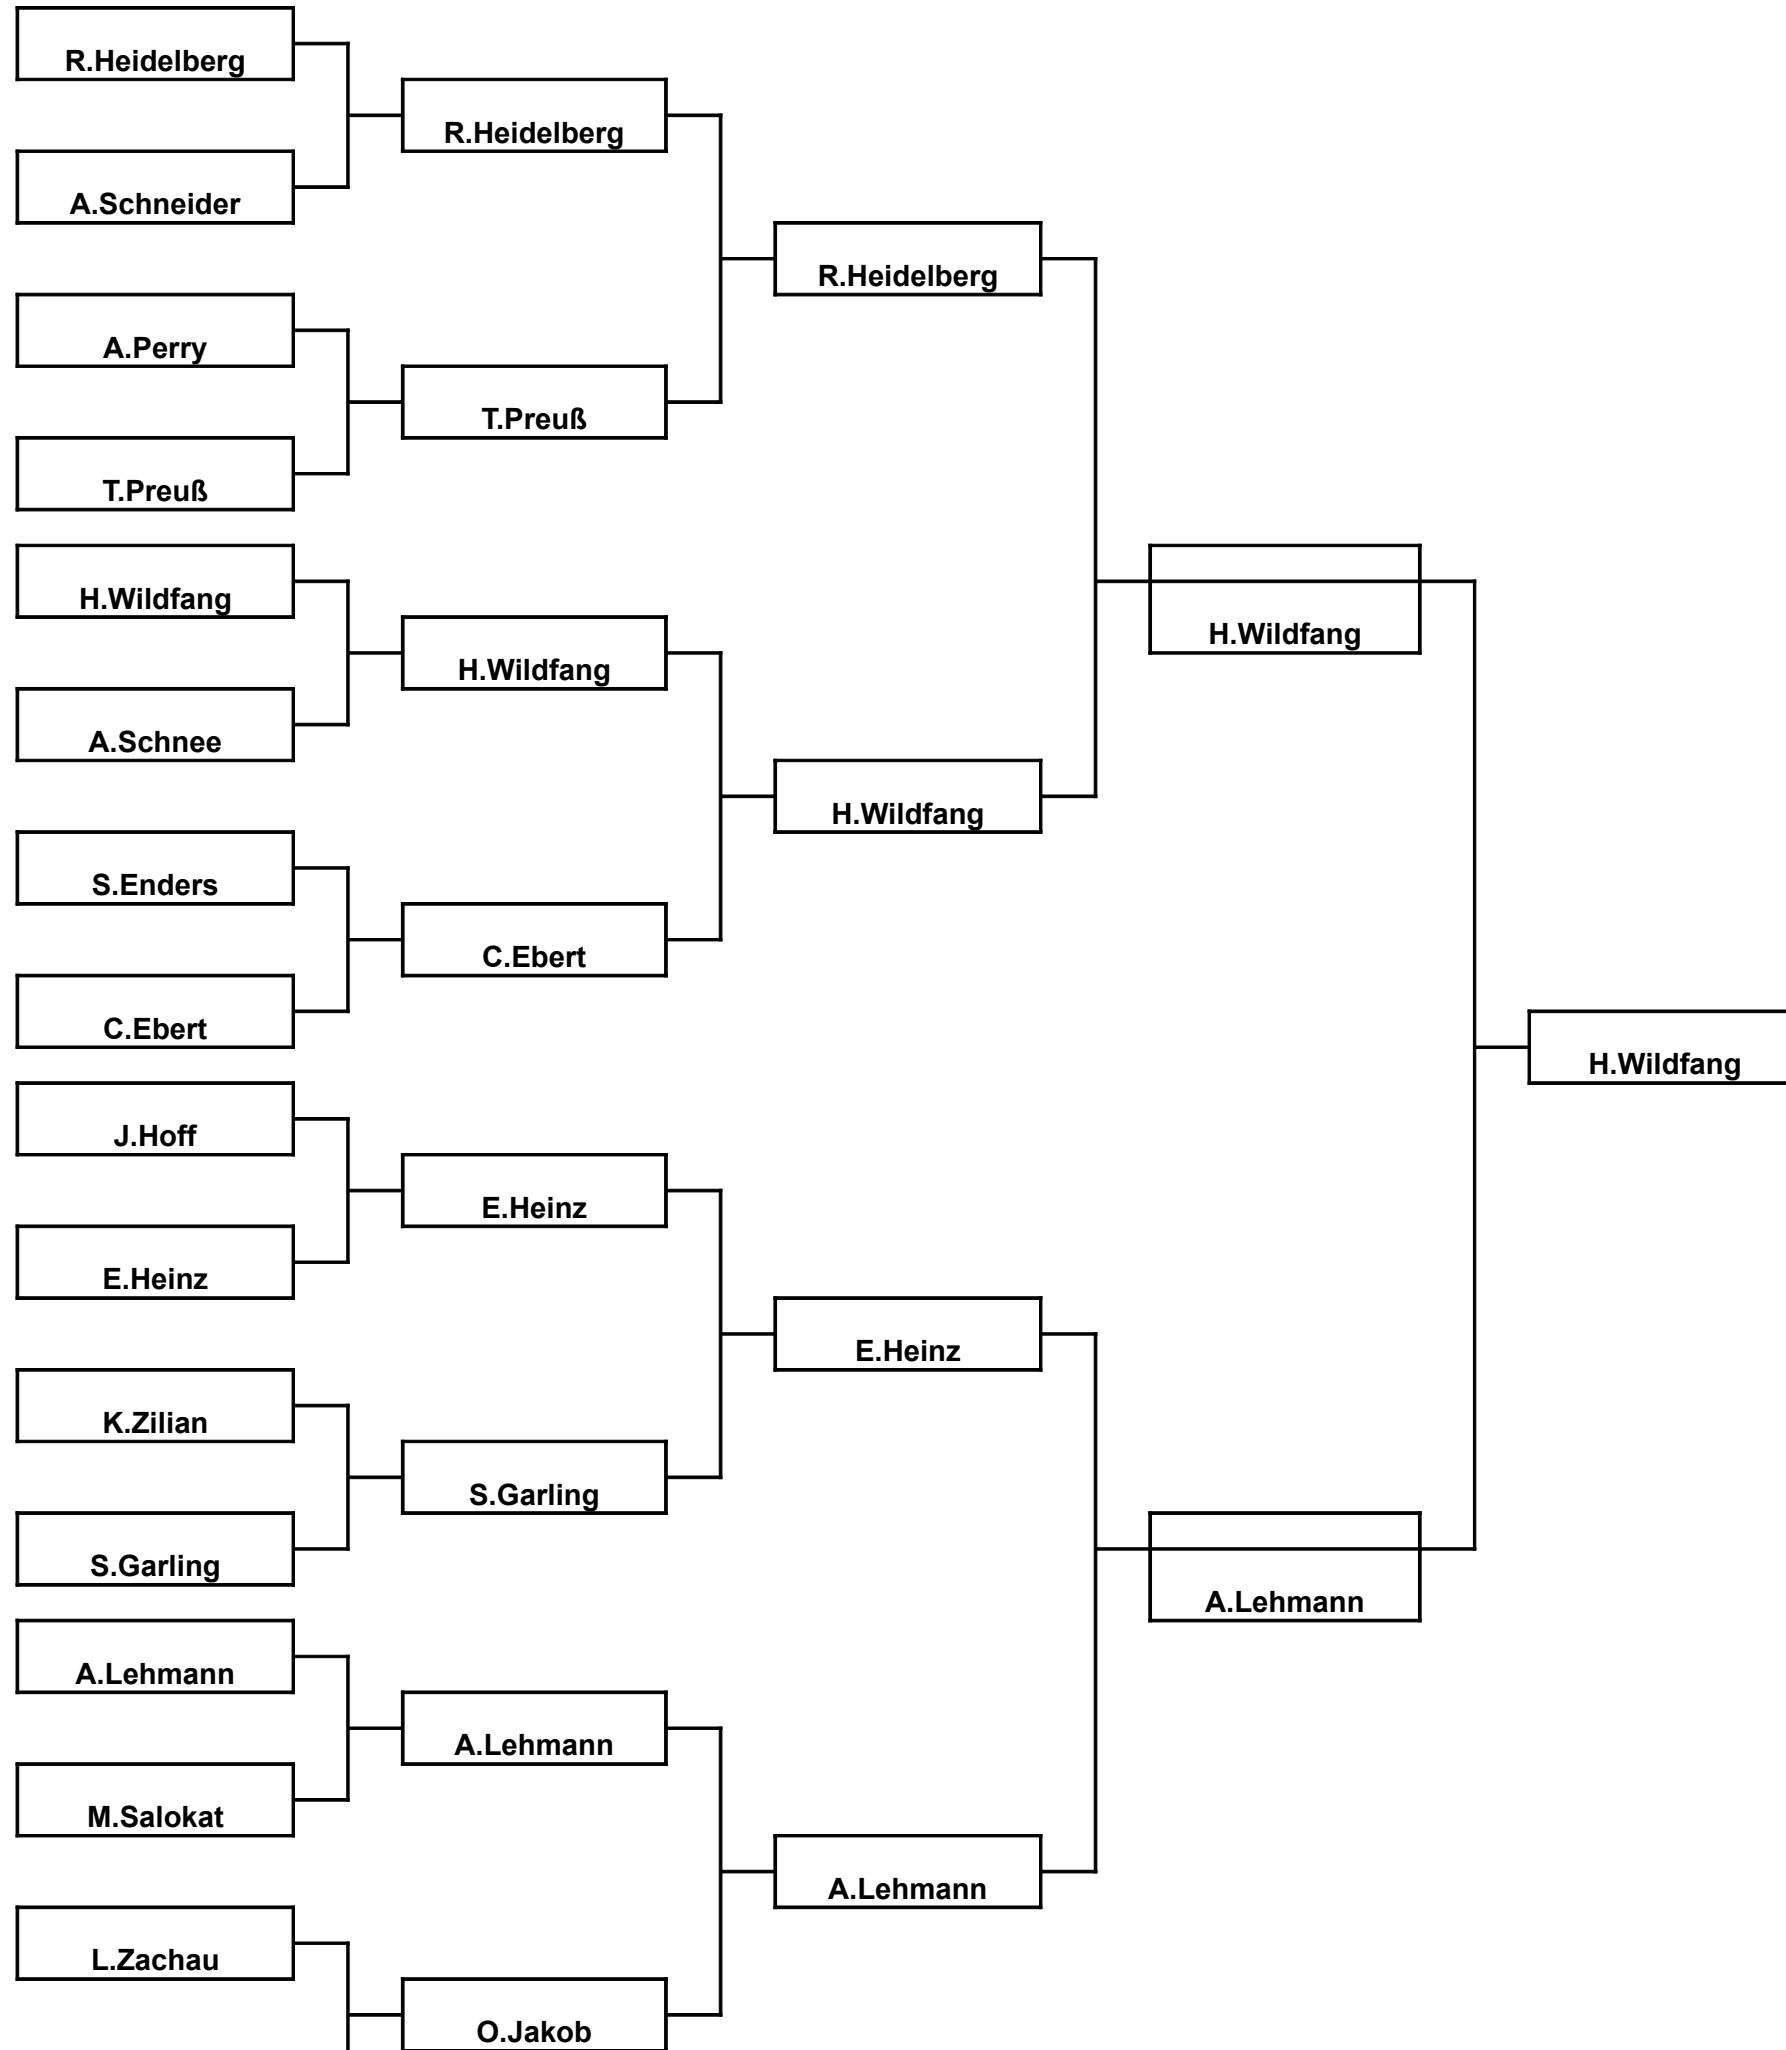 R.Heidelberg
A.Schneider
A.Perry
T.Preuß
H.Wildfang
A.Schnee
S.Enders
C.Ebert
J.Hoff
E.Heinz
K.Zilian
S.Garling
A.Lehmann
M.Salokat
L.Zachau
R.Heidelberg
T.Preuß
H.Wildfang
C.Ebert
E.Heinz
S.Garling
A.Lehmann
O.Jakob
R.Heidelberg
H.Wildfang
E.Heinz
A.Lehmann
H.Wildfang
A.Lehmann
H.Wildfang